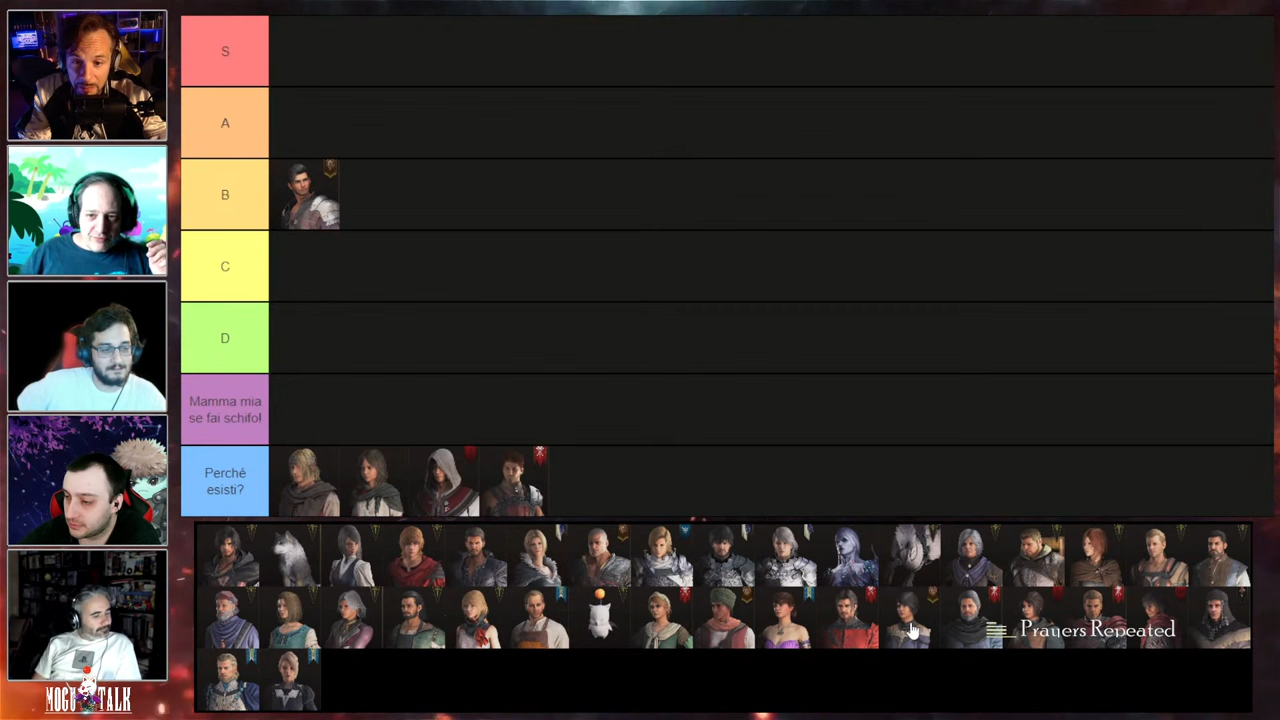 S
A
B
C
D
Mamma mia
se fai schifo!
Perché
esisti?
Prayers Repeated
MOGU TALK